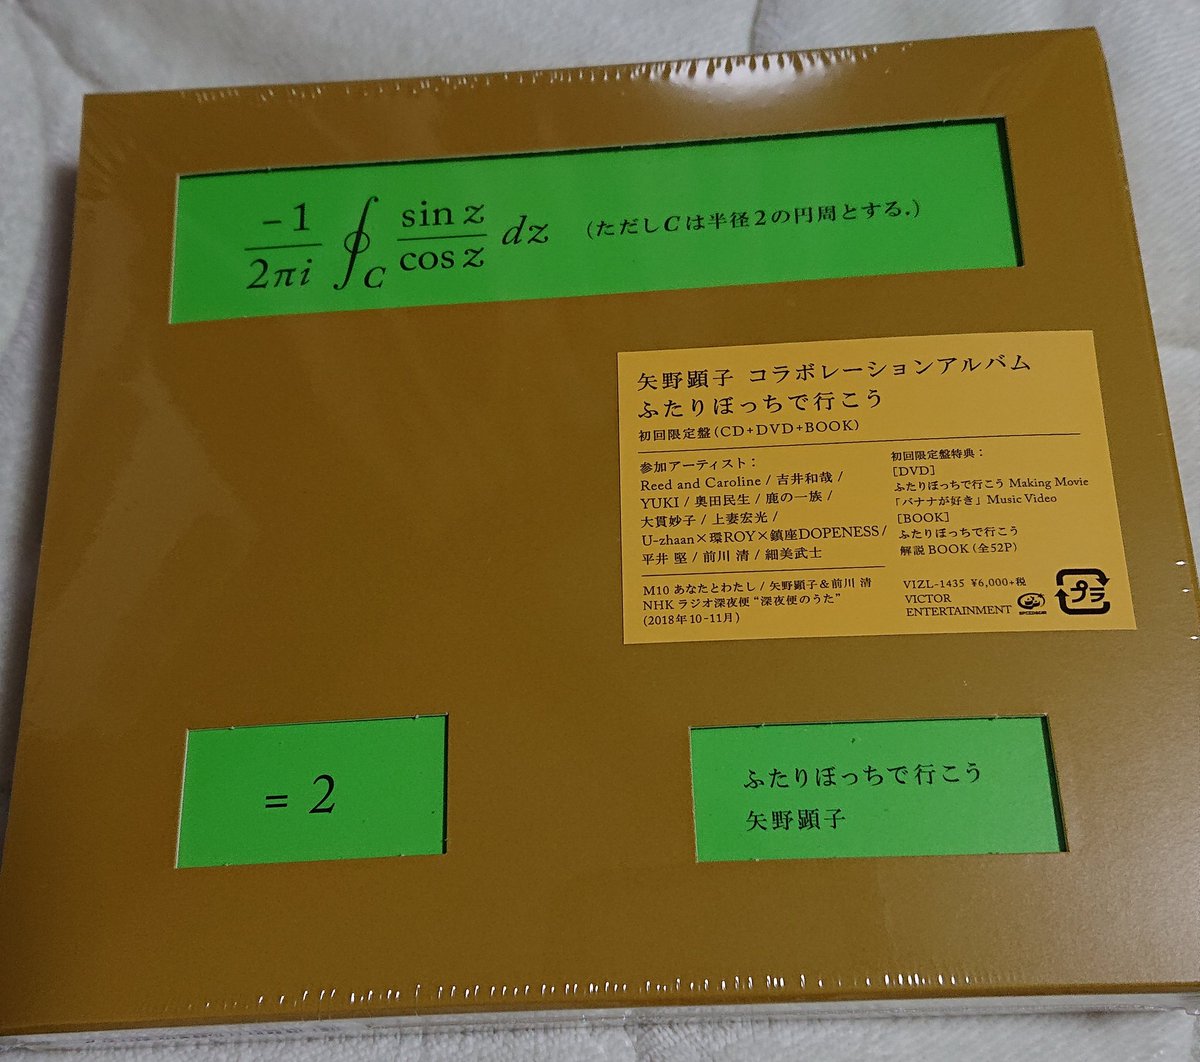 -1
2πi ∮C sin z / cos z dz (ただしCは半径2の円周とする.)
矢野顕子 コラボレーションアルバム
ふたりぼっちで行こう
初回限定盤(CD+DVD+BOOK)
参加アーティスト:
Reed and Caroline / 吉井和哉 /
YUKI / 奥田民生 / 鹿の一族 /
大貫妙子 / 上妻宏光 /
U-zhaan×環ROY×鎮座DOPENESS/
平井 堅 / 前川 清 / 細美武士
M10 あなたとわたし / 矢野顕子&前川 清
NHK ラジオ深夜便 “深夜便のうた”
(2018年10-11月)
初回限定盤特典:
[DVD]
ふたりぼっちで行こう Making Movie
「バナナが好き」Music Video
[BOOK]
ふたりぼっちで行こう
解説 BOOK (全52P)
VIZL-1435 ¥6,000+税
VICTOR
ENTERTAINMENT
プラ
= 2
ふたりぼっちで行こう
矢野顕子